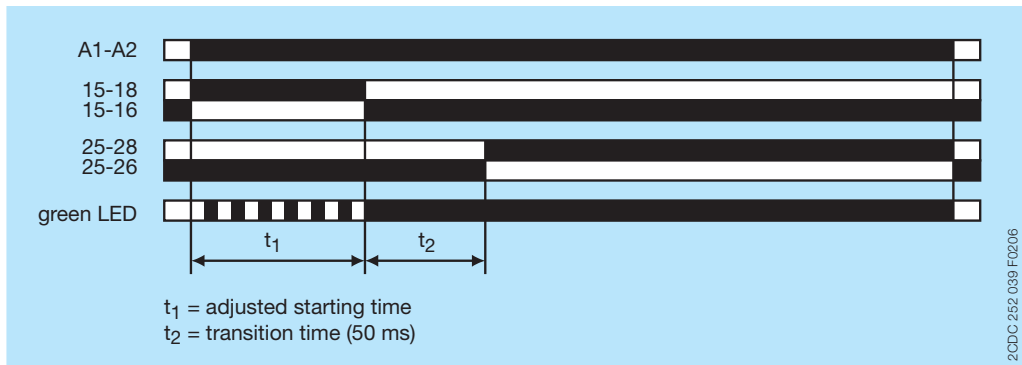 A1-A2
15-18
15-16
25-28
25-26
green LED
t1
t2
t1 = adjusted starting time
t2 = transition time (50 ms)
2CDC 252 039 F0206